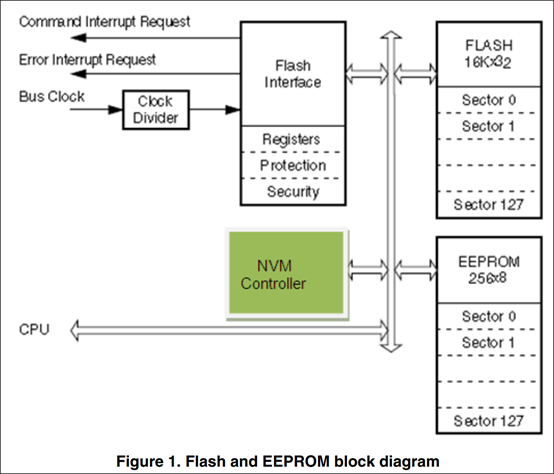 Command Interrupt Request
Error Interrupt Request
Bus Clock
Clock
Divider
Flash
Interface
Registers
Protection
Security
FLASH
16Kx32
Sector 0
Sector 1
Sector 127
NVM
Controller
EEPROM
256x8
Sector 0
Sector 1
Sector 127
CPU
Figure 1. Flash and EEPROM block diagram